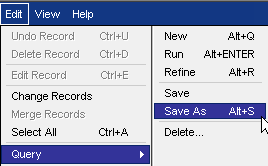 Edit View Help
Undo Record Ctrl+U
Delete Record Ctrl+D
Edit Record Ctrl+E
Change Records
Merge Records
Select All Ctrl+A
Query
New Alt+Q
Run Alt+ENTER
Refine Alt+R
Save
Save As Alt+S
Delete...